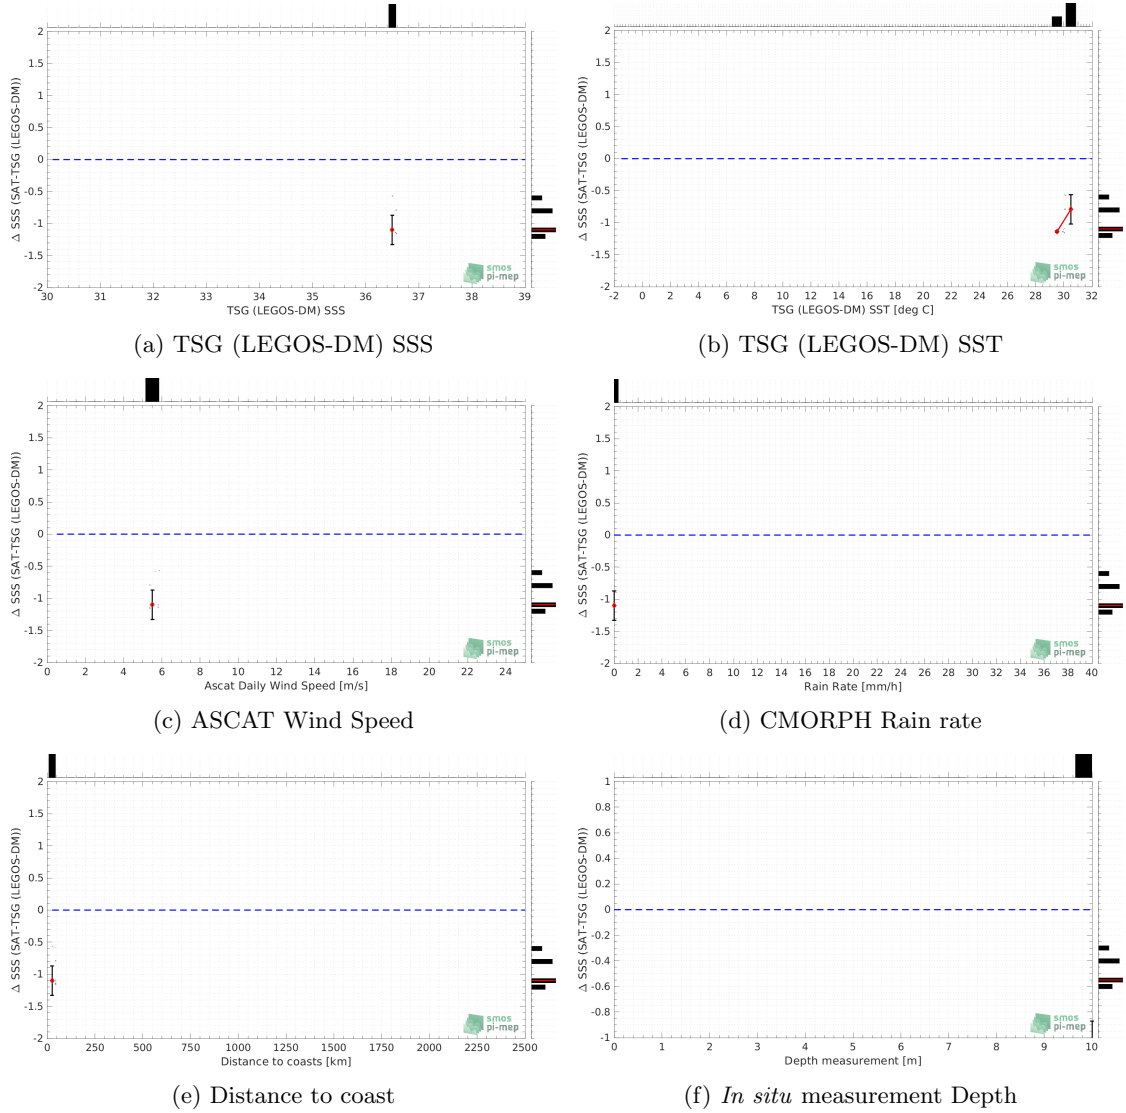 2
1.5
1
0.5
0
-0.5
-1
-1.5
-2
Δ SSS (SAT-TSG (LEGOS-DM))
smos
pi-mep
30 31 32 33 34 35 36 37 38 39
TSG (LEGOS-DM) SSS
(a) TSG (LEGOS-DM) SSS
2
1.5
1
0.5
0
-0.5
-1
-1.5
-2
Δ SSS (SAT-TSG (LEGOS-DM))
smos
pi-mep
-2 0 2 4 6 8 10 12 14 16 18 20 22 24 26 28 30 32
TSG (LEGOS-DM) SST [deg C]
(b) TSG (LEGOS-DM) SST
2
1.5
1
0.5
0
-0.5
-1
-1.5
-2
Δ SSS (SAT-TSG (LEGOS-DM))
smos
pi-mep
0 2 4 6 8 10 12 14 16 18 20 22 24
Ascat Daily Wind Speed [m/s]
(c) ASCAT Wind Speed
2
1.5
1
0.5
0
-0.5
-1
-1.5
-2
Δ SSS (SAT-TSG (LEGOS-DM))
smos
pi-mep
0 2 4 6 8 10 12 14 16 18 20 22 24 26 28 30 32 34 36 38 40
Rain Rate [mm/h]
(d) CMORPH Rain rate
2
1.5
1
0.5
0
-0.5
-1
-1.5
-2
Δ SSS (SAT-TSG (LEGOS-DM))
smos
pi-mep
0 250 500 750 1000 1250 1500 1750 2000 2250 2500
Distance to coasts [km]
(e) Distance to coast
1
0.8
0.6
0.4
0.2
0
-0.2
-0.4
-0.6
-0.8
-1
Δ SSS (SAT-TSG (LEGOS-DM))
smos
pi-mep
0 1 2 3 4 5 6 7 8 9 10
Depth measurement [m]
(f) In situ measurement Depth